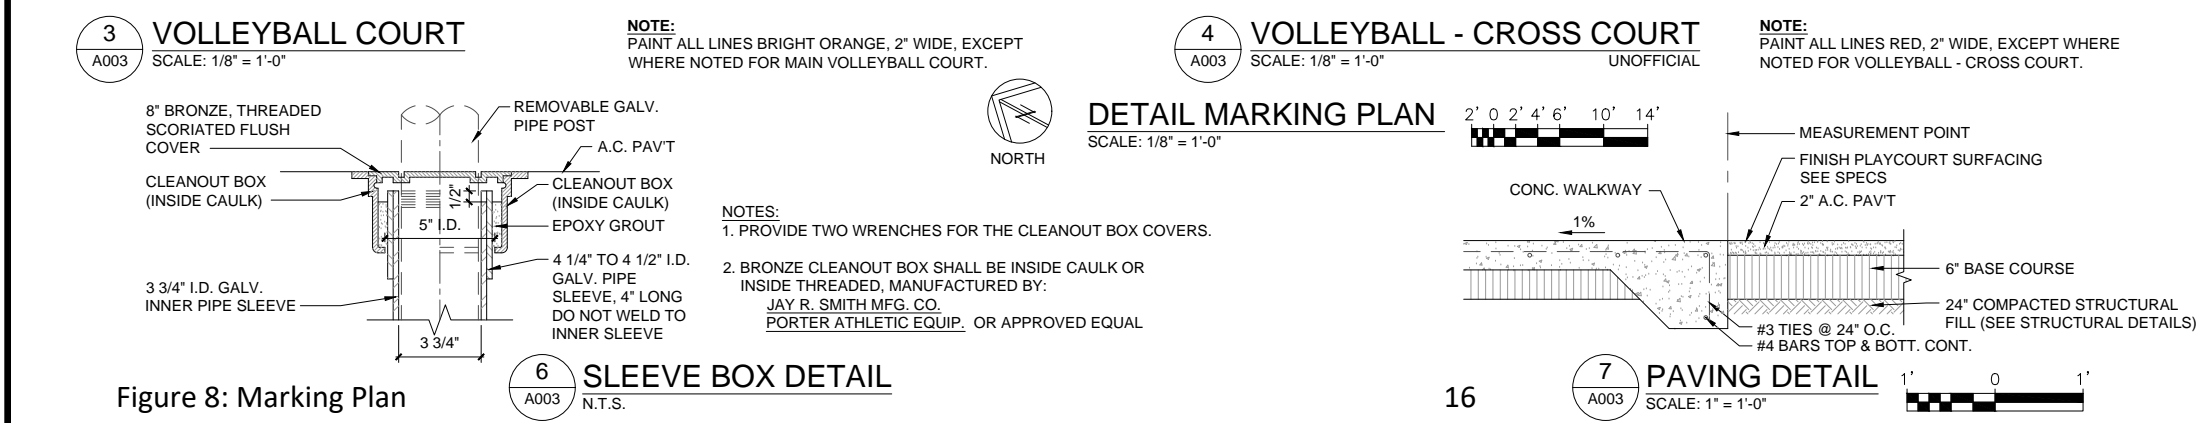 3
A003
VOLLEYBALL COURT
SCALE: 1/8" = 1'-0"
NOTE:
PAINT ALL LINES BRIGHT ORANGE, 2" WIDE, EXCEPT
WHERE NOTED FOR MAIN VOLLEYBALL COURT.
4
A003
VOLLEYBALL - CROSS COURT
SCALE: 1/8" = 1'-0"
UNOFFICIAL
NOTE:
PAINT ALL LINES RED, 2" WIDE, EXCEPT WHERE
NOTED FOR VOLLEYBALL - CROSS COURT.
NORTH
DETAIL MARKING PLAN
SCALE: 1/8" = 1'-0"
2' 0 2' 4' 6' 10' 14'
8" BRONZE, THREADED
SCORIATED FLUSH
COVER
CLEANOUT BOX
(INSIDE CAULK)
3 3/4" I.D. GALV.
INNER PIPE SLEEVE
REMOVABLE GALV.
PIPE POST
A.C. PAV'T
CLEANOUT BOX
(INSIDE CAULK)
EPOXY GROUT
4 1/4" TO 4 1/2" I.D.
GALV. PIPE
SLEEVE, 4" LONG
DO NOT WELD TO
INNER SLEEVE
1/2"
5" I.D.
3 3/4"
NOTES:
1. PROVIDE TWO WRENCHES FOR THE CLEANOUT BOX COVERS.
2. BRONZE CLEANOUT BOX SHALL BE INSIDE CAULK OR
INSIDE THREADED, MANUFACTURED BY:
JAY R. SMITH MFG. CO.
PORTER ATHLETIC EQUIP. OR APPROVED EQUAL
6
A003
SLEEVE BOX DETAIL
N.T.S.
MEASUREMENT POINT
FINISH PLAYCOURT SURFACING
SEE SPECS
2" A.C. PAV'T
CONC. WALKWAY
1%
6" BASE COURSE
24" COMPACTED STRUCTURAL
FILL (SEE STRUCTURAL DETAILS)
#3 TIES @ 24" O.C.
#4 BARS TOP & BOTT. CONT.
7
A003
PAVING DETAIL
SCALE: 1" = 1'-0"
1' 0 1'
Figure 8: Marking Plan
16